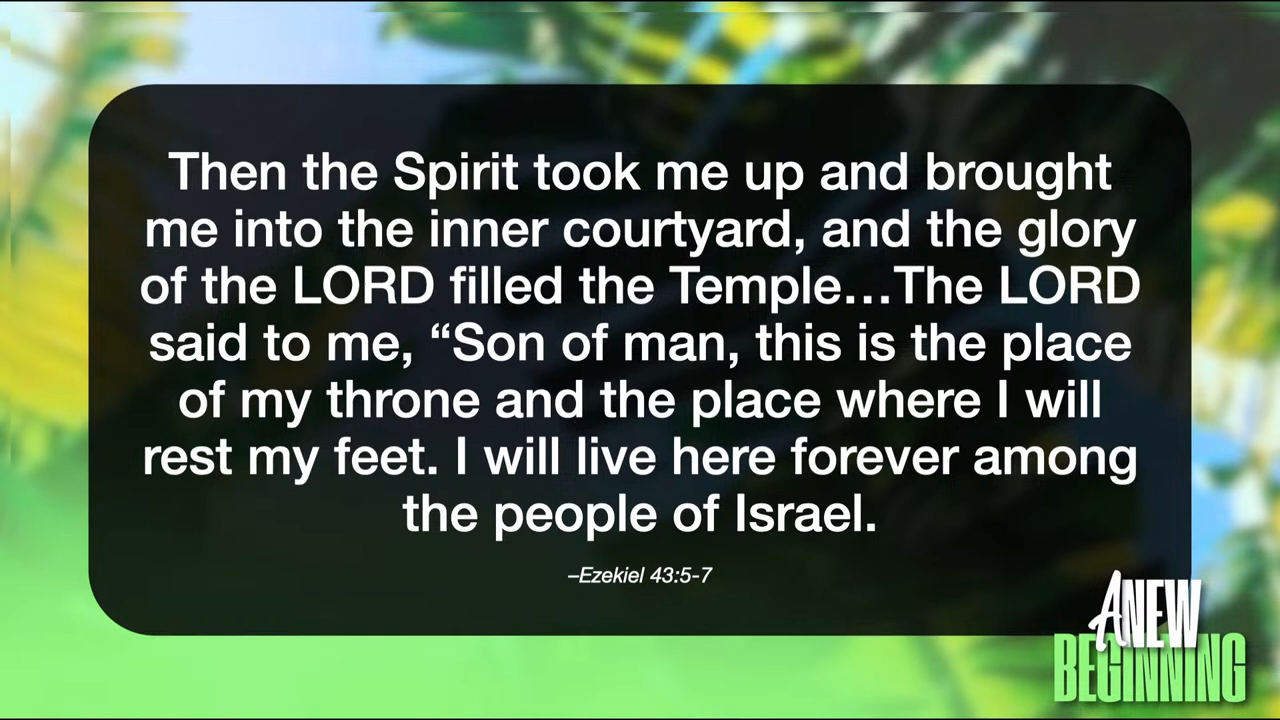 Then the Spirit took me up and brought
me into the inner courtyard, and the glory
of the LORD filled the Temple…The LORD
said to me, “Son of man, this is the place
of my throne and the place where I will
rest my feet. I will live here forever among
the people of Israel.
–Ezekiel 43:5-7
A NEW
BEGINNING